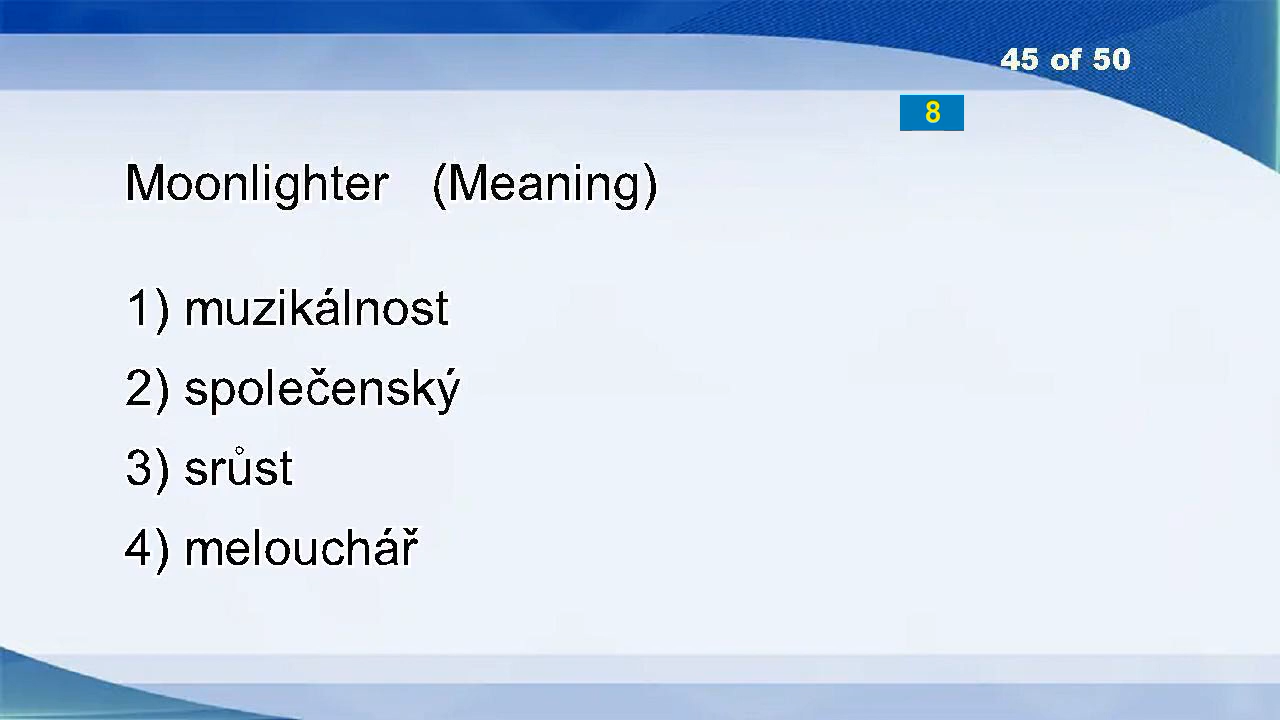 45 of 50
8
Moonlighter (Meaning)
1) muzikálnost
2) společenský
3) srůst
4) melouchář